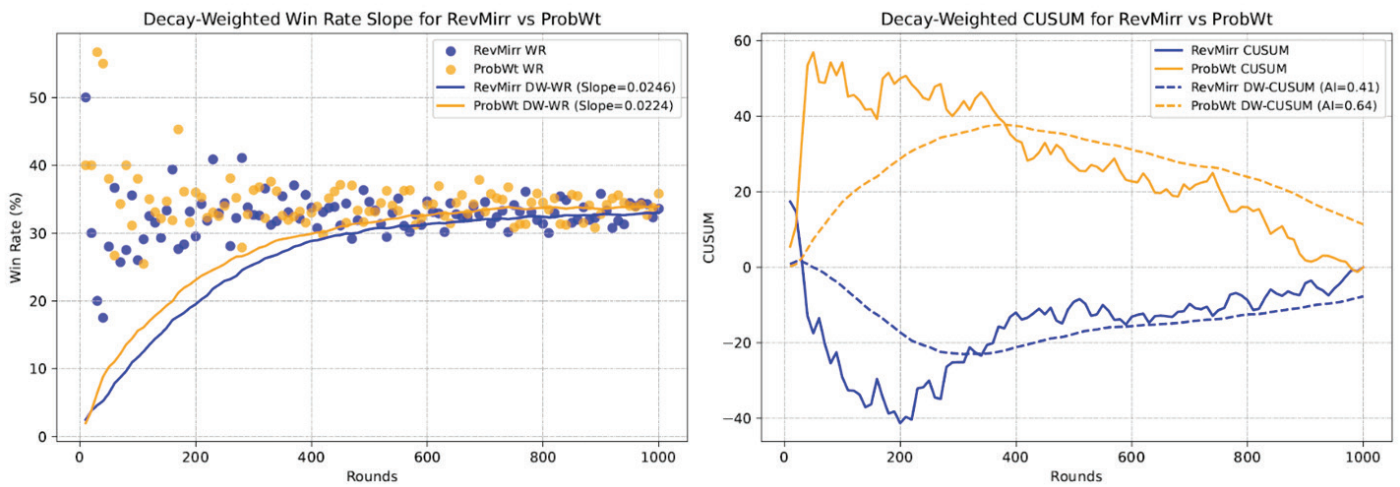 Decay-Weighted Win Rate Slope for RevMirr vs ProbWt
Win Rate (%)
50
40
30
20
10
0
RevMirr WR
ProbWt WR
RevMirr DW-WR (Slope=0.0246)
ProbWt DW-WR (Slope=0.0224)
0 200 400 600 800 1000
Rounds
Decay-Weighted CUSUM for RevMirr vs ProbWt
CUSUM
60
40
20
0
−20
−40
RevMirr CUSUM
ProbWt CUSUM
RevMirr DW-CUSUM (AI=0.41)
ProbWt DW-CUSUM (AI=0.64)
0 200 400 600 800 1000
Rounds